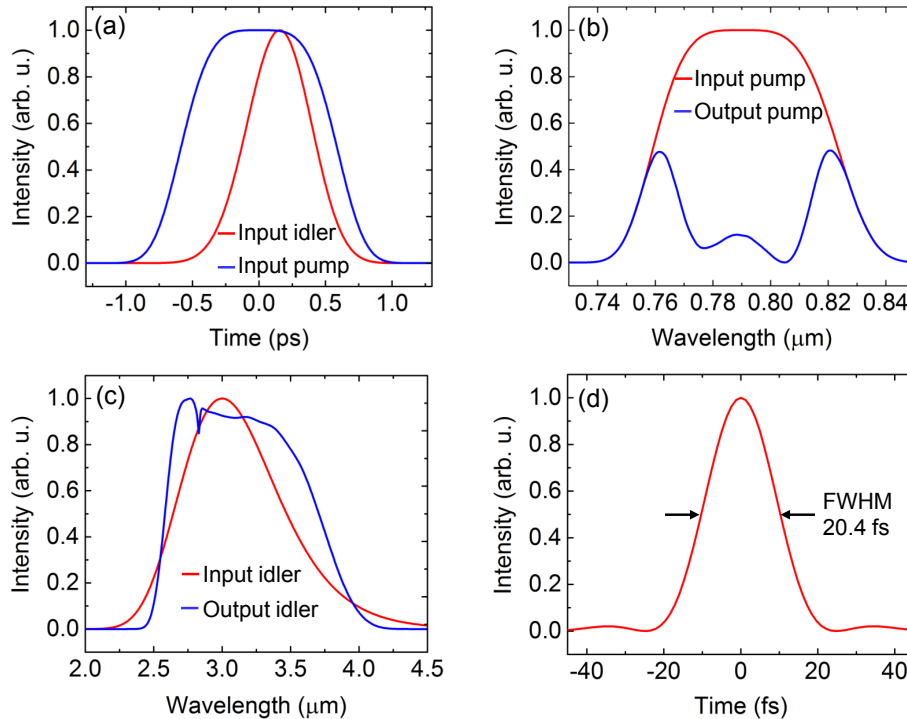 (a)
Intensity (arb. u.)
1.0
0.8
0.6
0.4
0.2
0.0
Input idler
Input pump
-1.0 -0.5 0.0 0.5 1.0
Time (ps)
(b)
Intensity (arb. u.)
1.0
0.8
0.6
0.4
0.2
0.0
Input pump
Output pump
0.74 0.76 0.78 0.80 0.82 0.84
Wavelength (μm)
(c)
Intensity (arb. u.)
1.0
0.8
0.6
0.4
0.2
0.0
Input idler
Output idler
2.0 2.5 3.0 3.5 4.0 4.5
Wavelength (μm)
(d)
Intensity (arb. u.)
1.0
0.8
0.6
0.4
0.2
0.0
FWHM
20.4 fs
-40 -20 0 20 40
Time (fs)